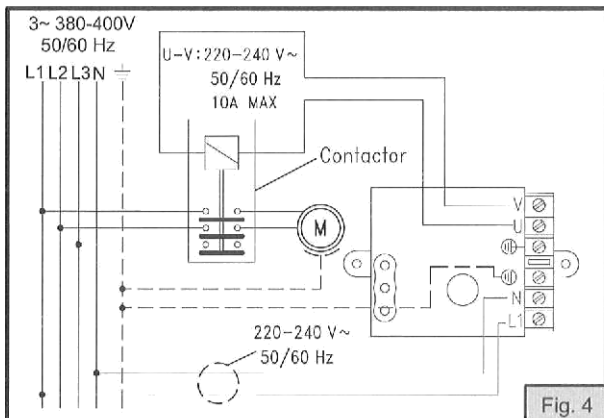 3~ 380-400V
50/60 Hz
L1 L2 L3 N
U-V: 220-240 V~
50/60 Hz
10A MAX
Contactor
M
V
U
N
L1
220-240 V~
50/60 Hz
Fig. 4